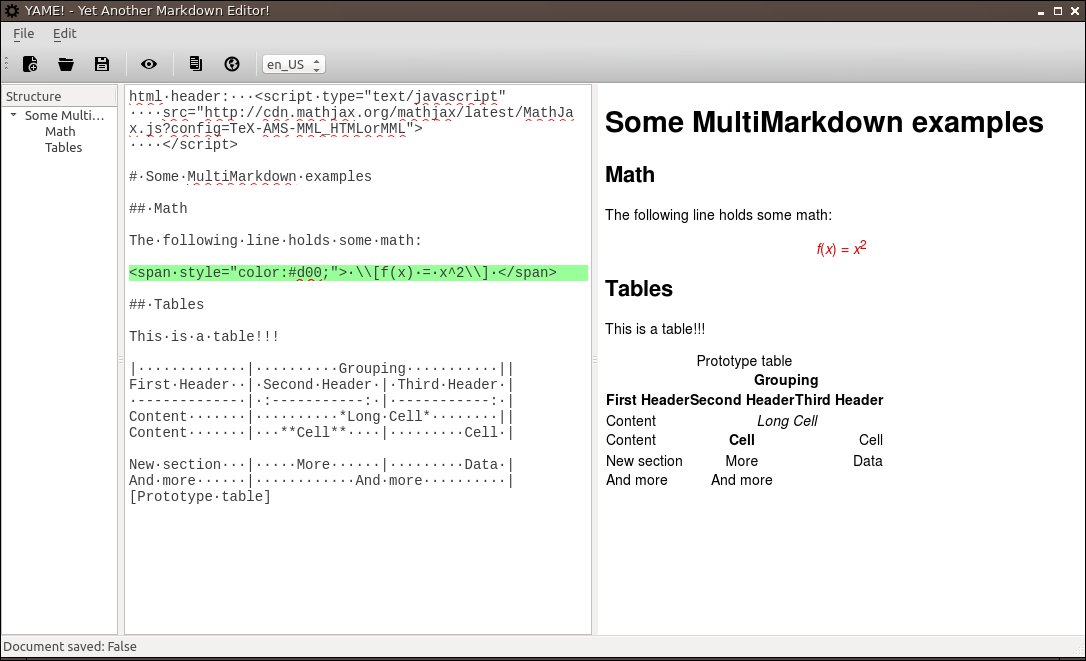 YAME! - Yet Another Markdown Editor!
File Edit
en_US
Structure
Some Multi...
Math
Tables
html·header:···<script·type="text/javascript"
····src="http://cdn.mathjax.org/mathjax/latest/MathJa
x.js?config=TeX-AMS-MML_HTMLorMML">
····</script>
#·Some·MultiMarkdown·examples
##·Math
The·following·line·holds·some·math:
<span·style="color:#d00;">·\\[f(x)·=·x^2\\]·</span>
##·Tables
This·is·a·table!!!
|·············|··········Grouping···········||
First·Header··|·Second·Header·|·Third·Header·|
·------------·|·:-----------:·|·-----------:·|
Content·······|··········*Long·Cell*········||
Content·······|···**Cell**····|·········Cell·|
New·section···|·····More······|·········Data·|
And·more······|············And·more··········|
[Prototype·table]
Some MultiMarkdown examples
Math
The following line holds some math:
f(x) = x²
Tables
This is a table!!!
Prototype table
Grouping
First Header Second Header Third Header
Content Long Cell
Content Cell Cell
New section More Data
And more And more
Document saved: False